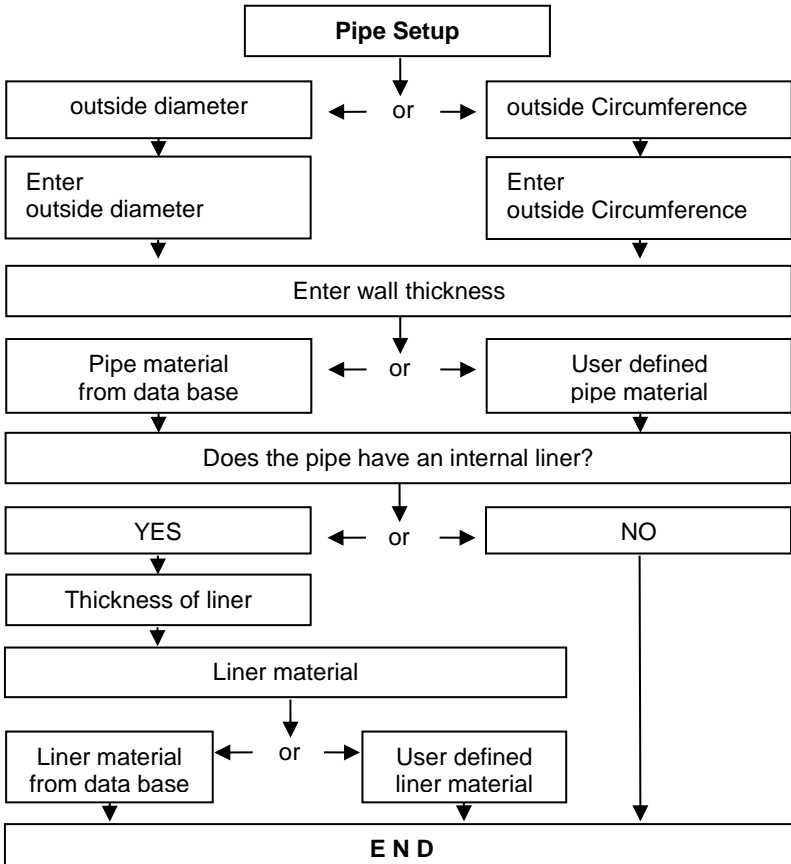 Pipe Setup
outside diameter
or
outside Circumference
Enter
outside diameter
Enter
outside Circumference
Enter wall thickness
Pipe material
from data base
or
User defined
pipe material
Does the pipe have an internal liner?
YES
or
NO
Thickness of liner
Liner material
Liner material
from data base
or
User defined
liner material
E N D